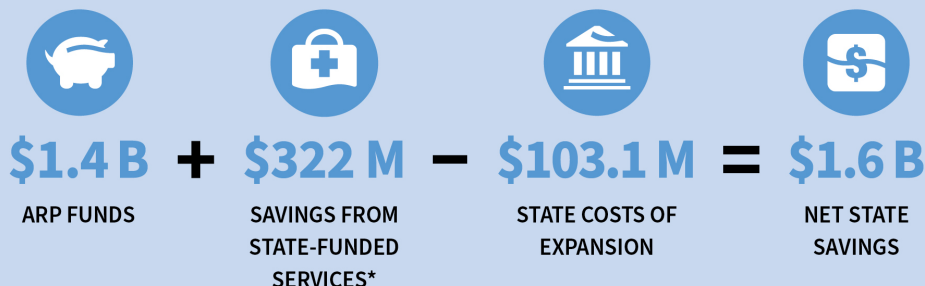 $1.4 B + $322 M – $103.1 M = $1.6 B
ARP FUNDS
SAVINGS FROM
STATE-FUNDED
SERVICES*
STATE COSTS OF
EXPANSION
NET STATE
SAVINGS